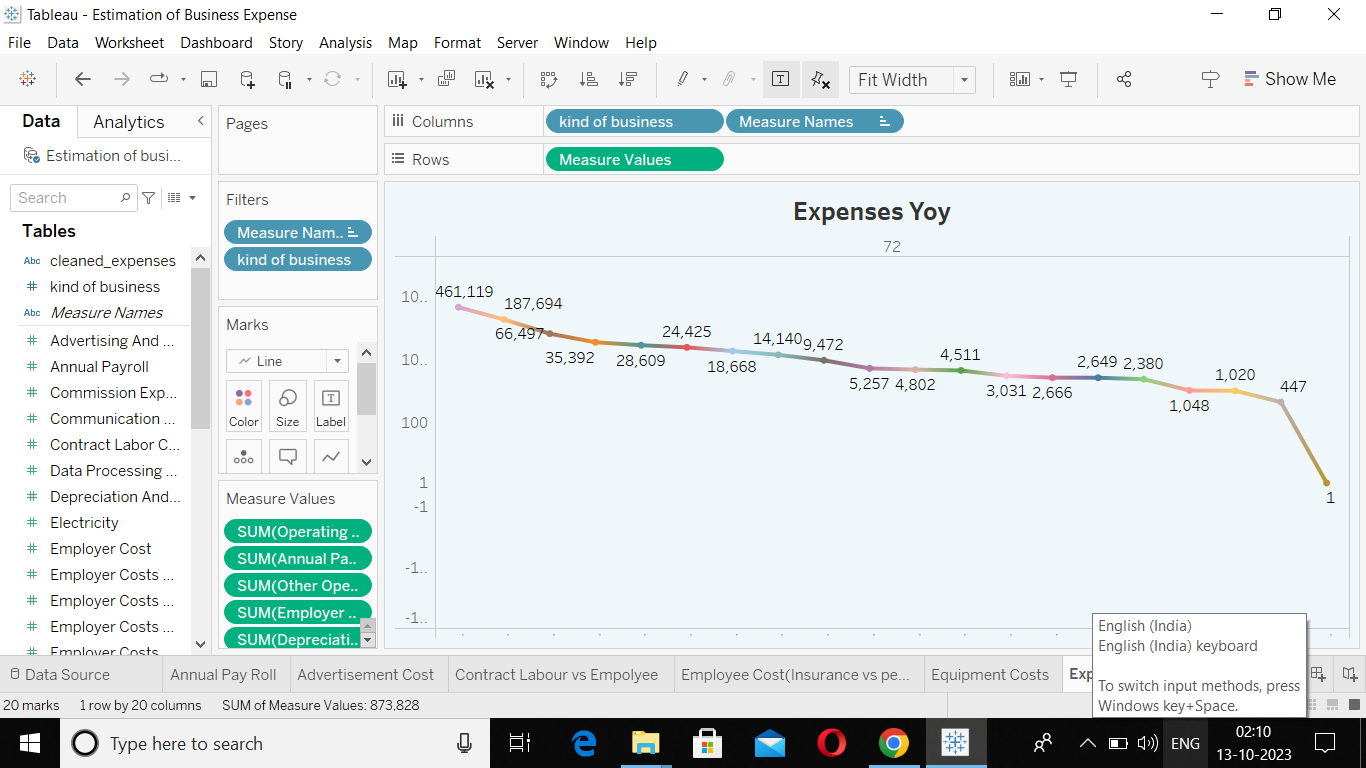 Tableau - Estimation of Business Expense
File Data Worksheet Dashboard Story Analysis Map Format Server Window Help
Fit Width
Show Me
Data Analytics
Estimation of busi...
Search
Tables
Abc cleaned_expenses
# kind of business
Abc Measure Names
# Advertising And ...
# Annual Payroll
# Commission Exp...
# Communication ...
# Contract Labor C...
# Data Processing ...
# Depreciation And...
# Electricity
# Employer Cost
# Employer Costs ...
# Employer Costs ...
# Employer Costs ...
Pages
Filters
Measure Nam..
kind of business
Marks
Line
Color Size Label
Measure Values
SUM(Operating ..
SUM(Annual Pa..
SUM(Other Ope..
SUM(Employer ..
SUM(Depreciati..
Columns kind of business Measure Names
Rows Measure Values
Expenses Yoy
72
10..
10..
100
1
-1
-1..
-1..
461,119
187,694
66,497
35,392
28,609
24,425
18,668
14,140
9,472
5,257
4,802
4,511
3,031
2,666
2,649
2,380
1,048
1,020
447
1
English (India)
English (India) keyboard
To switch input methods, press
Windows key+Space.
Data Source Annual Pay Roll Advertisement Cost Contract Labour vs Empolyee Employee Cost(Insurance vs pe... Equipment Costs
20 marks 1 row by 20 columns SUM of Measure Values: 873,828
Type here to search
ENG
02:10
13-10-2023